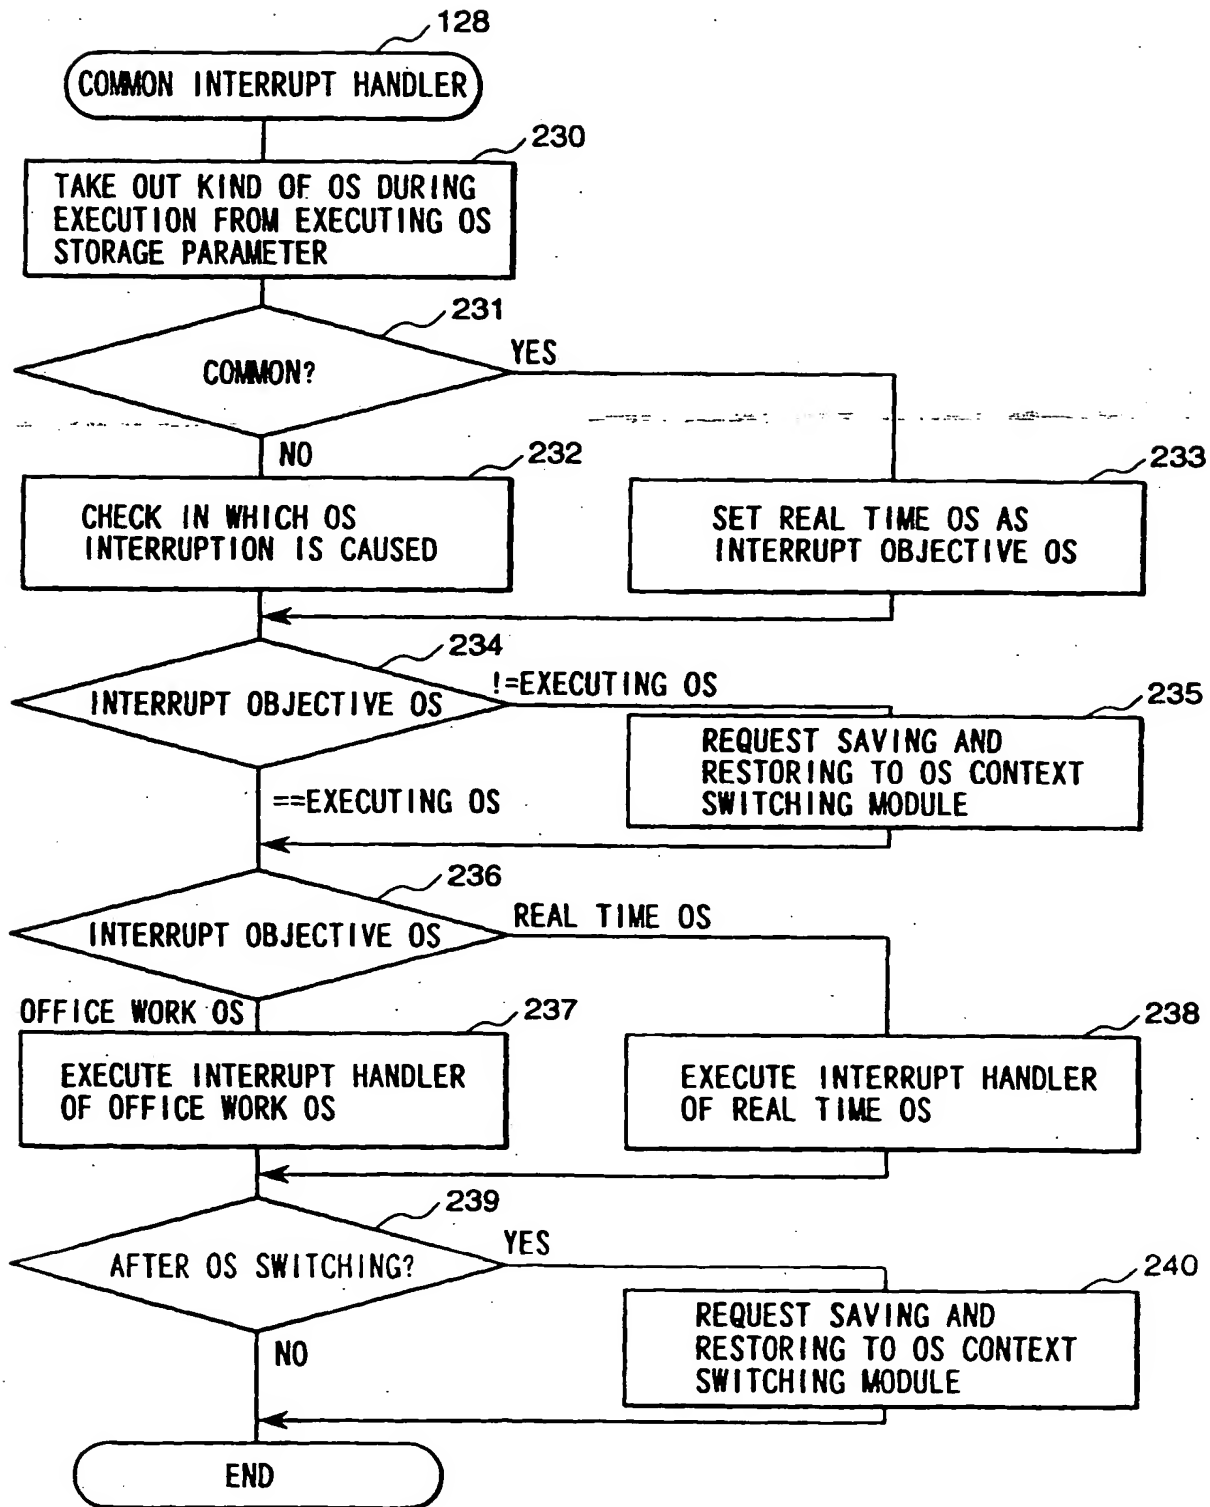 128
COMMON INTERRUPT HANDLER
230
TAKE OUT KIND OF OS DURING
EXECUTION FROM EXECUTING OS
STORAGE PARAMETER
231
COMMON?
YES
NO
232
CHECK IN WHICH OS
INTERRUPTION IS CAUSED
233
SET REAL TIME OS AS
INTERRUPT OBJECTIVE OS
234
INTERRUPT OBJECTIVE OS
!=EXECUTING OS
235
REQUEST SAVING AND
RESTORING TO OS CONTEXT
SWITCHING MODULE
==EXECUTING OS
236
INTERRUPT OBJECTIVE OS
REAL TIME OS
OFFICE WORK OS
237
EXECUTE INTERRUPT HANDLER
OF OFFICE WORK OS
238
EXECUTE INTERRUPT HANDLER
OF REAL TIME OS
239
AFTER OS SWITCHING?
YES
240
REQUEST SAVING AND
RESTORING TO OS CONTEXT
SWITCHING MODULE
NO
END